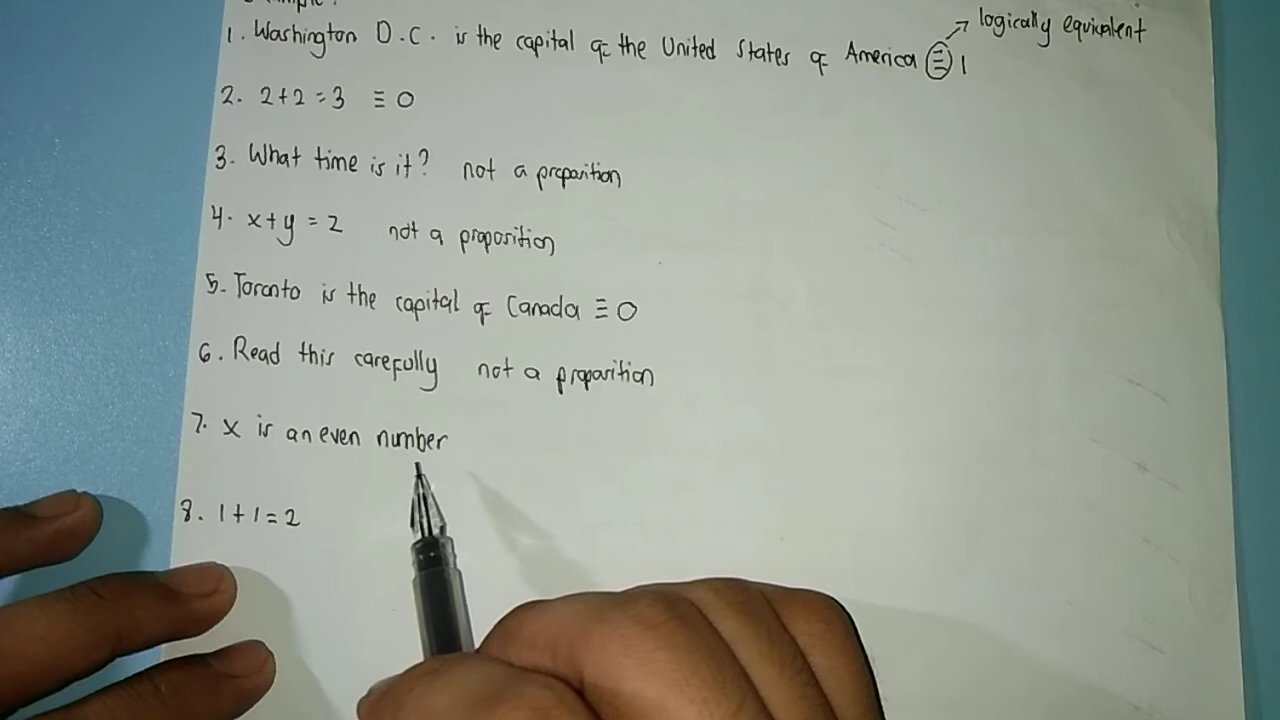 Example:
1. Washington D.C. is the capital of the United States of America ≡ 1 → logically equivalent
2. 2+2=3 ≡ 0
3. What time is it? not a proposition
4. x+y = 2 not a proposition
5. Toronto is the capital of Canada ≡ 0
6. Read this carefully not a proposition
7. x is an even number
8. 1+1=2